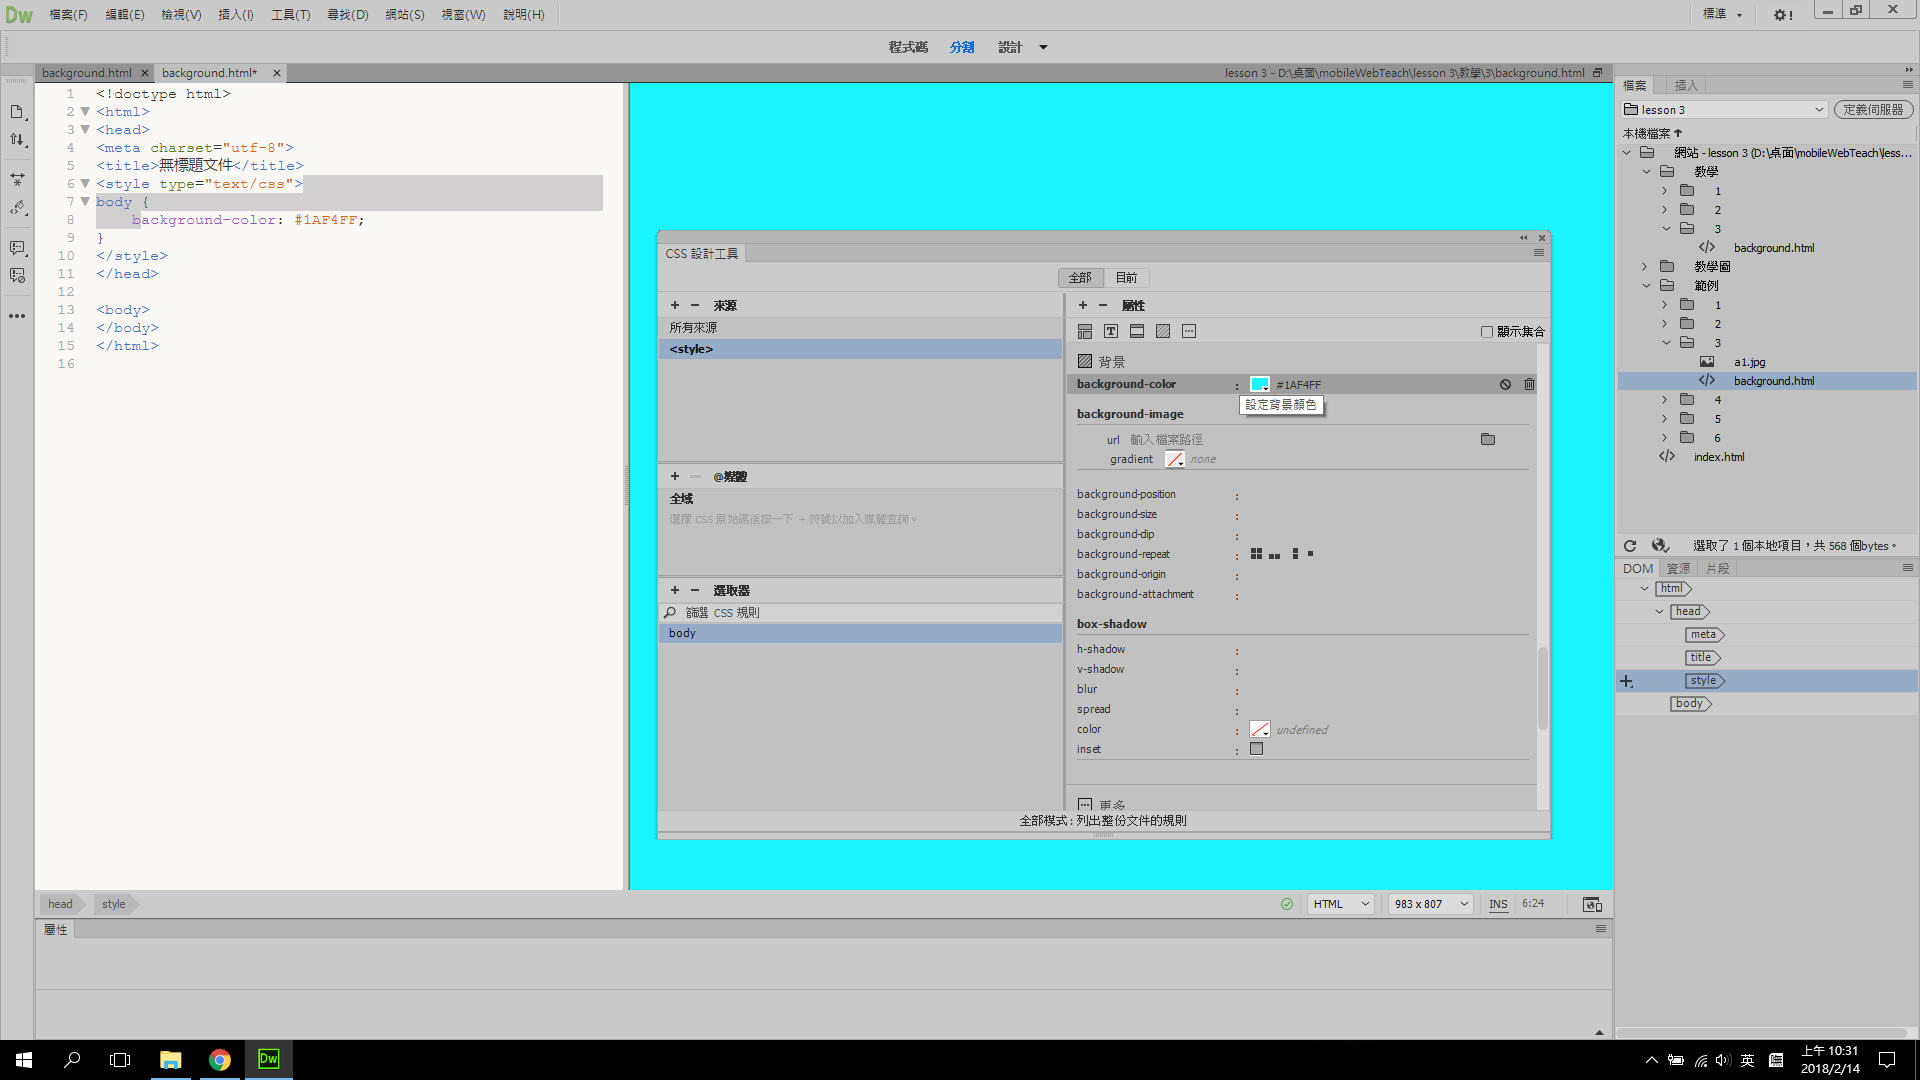 Dw 檔案(F) 編輯(E) 檢視(V) 插入(I) 工具(T) 尋找(D) 網站(S) 視窗(W) 說明(H) 標準
程式碼 分割 設計
background.html background.html* lesson 3 - D:\桌面\mobileWebTeach\lesson 3\教學\3\background.html
1 <!doctype html>
2 <html>
3 <head>
4 <meta charset="utf-8">
5 <title>無標題文件</title>
6 <style type="text/css">
7 body {
8 background-color: #1AF4FF;
9 }
10 </style>
11 </head>
12
13 <body>
14 </body>
15 </html>
16
CSS 設計工具
全部 目前
+ − 來源
所有來源
<style>
+ @媒體
全域
選擇 CSS 原始碼後按一下 + 符號以加入媒體查詢。
+ − 選取器
篩選 CSS 規則
body
+ − 屬性
顯示集合
背景
background-color : #1AF4FF
設定背景顏色
background-image
url 輸入檔案路徑
gradient none
background-position :
background-size :
background-clip :
background-repeat :
background-origin :
background-attachment :
box-shadow
h-shadow :
v-shadow :
blur :
spread :
color : undefined
inset :
更多
全部模式 : 列出整份文件的規則
head style HTML 983 x 807 INS 6:24
屬性
檔案 插入
lesson 3 定義伺服器
本機檔案
網站 - lesson 3 (D:\桌面\mobileWebTeach\less...
教學
1
2
3
background.html
教學圖
範例
1
2
3
a1.jpg
background.html
4
5
6
index.html
選取了 1 個本地項目，共 568 個bytes。
DOM 資源 片段
html
head
meta
title
style
body
Dw 英 上午 10:31
2018/2/14